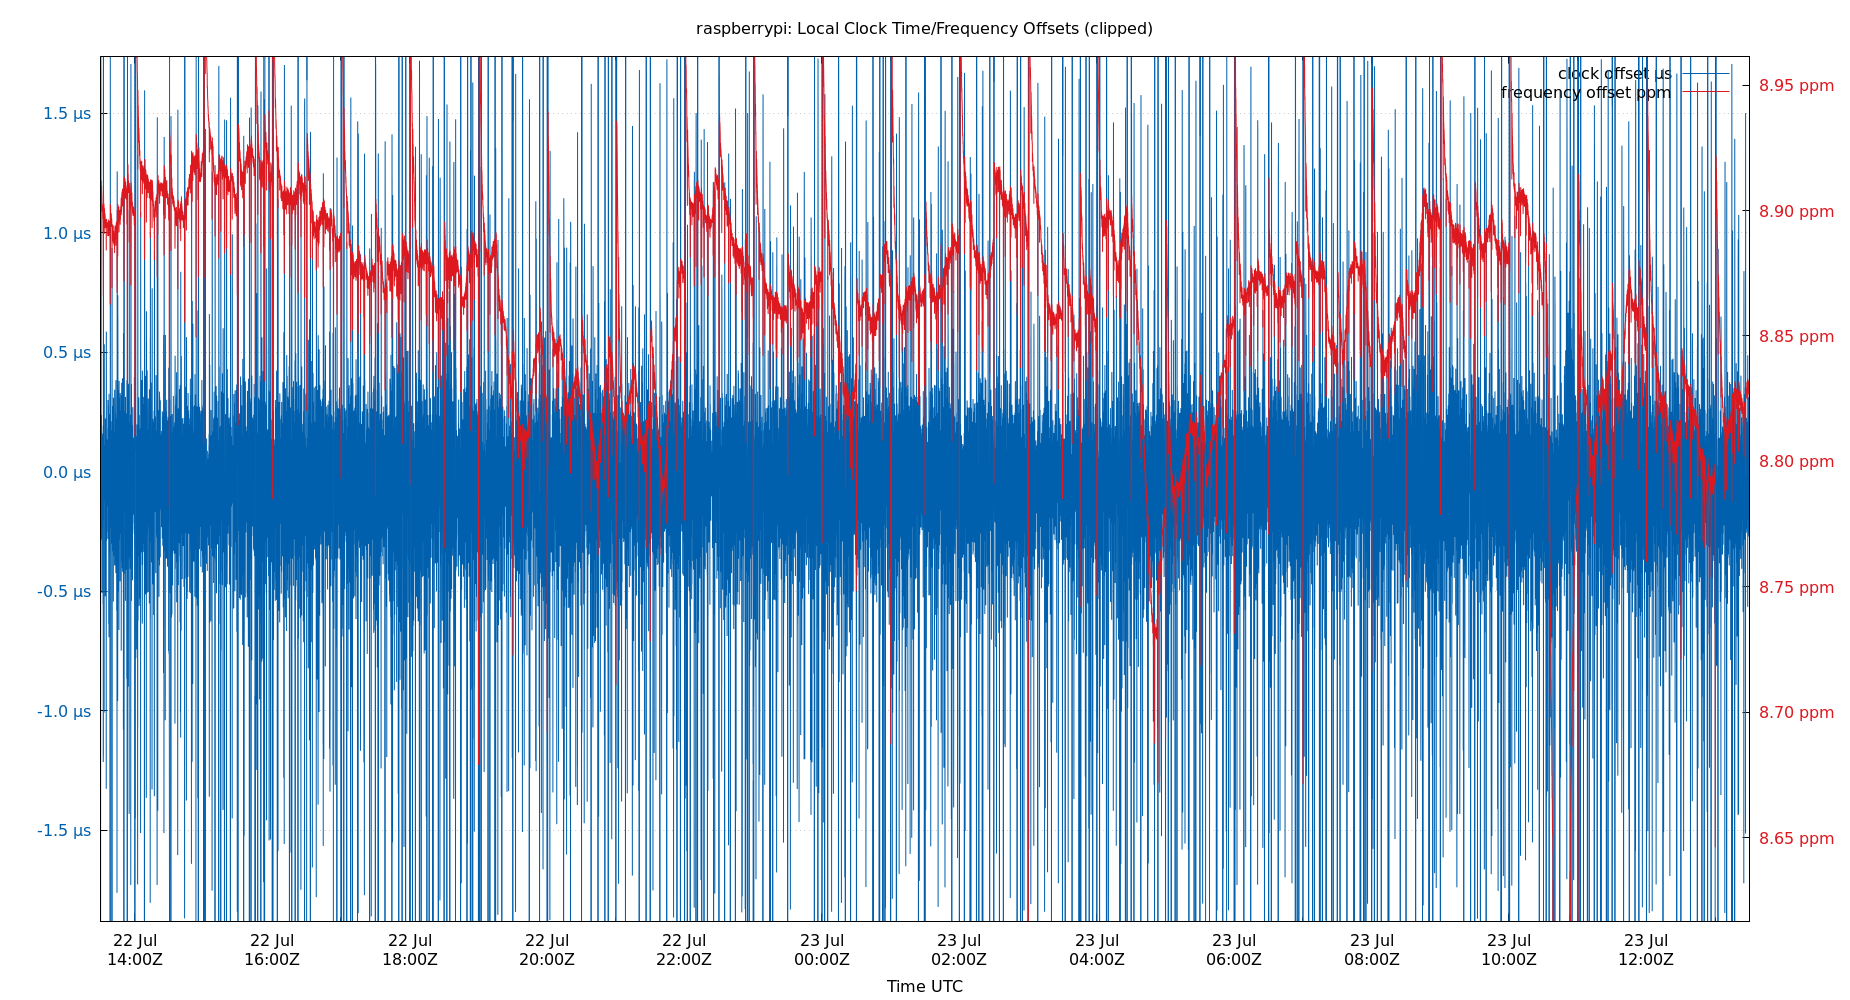 raspberrypi: Local Clock Time/Frequency Offsets (clipped)
clock offset µs
frequency offset ppm
1.5 µs
1.0 µs
0.5 µs
0.0 µs
-0.5 µs
-1.0 µs
-1.5 µs
8.95 ppm
8.90 ppm
8.85 ppm
8.80 ppm
8.75 ppm
8.70 ppm
8.65 ppm
22 Jul 22 Jul 22 Jul 22 Jul 22 Jul 23 Jul 23 Jul 23 Jul 23 Jul 23 Jul 23 Jul 23 Jul
14:00Z 16:00Z 18:00Z 20:00Z 22:00Z 00:00Z 02:00Z 04:00Z 06:00Z 08:00Z 10:00Z 12:00Z
Time UTC